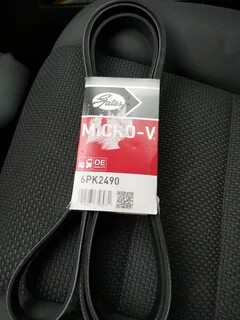 Gates
MICRO-V
OE
6PK2490